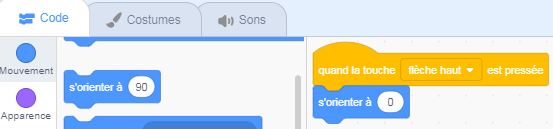 Code
Costumes
Sons
Mouvement
Apparence
s'orienter à 90
quand la touche flèche haut est pressée
s'orienter à 0